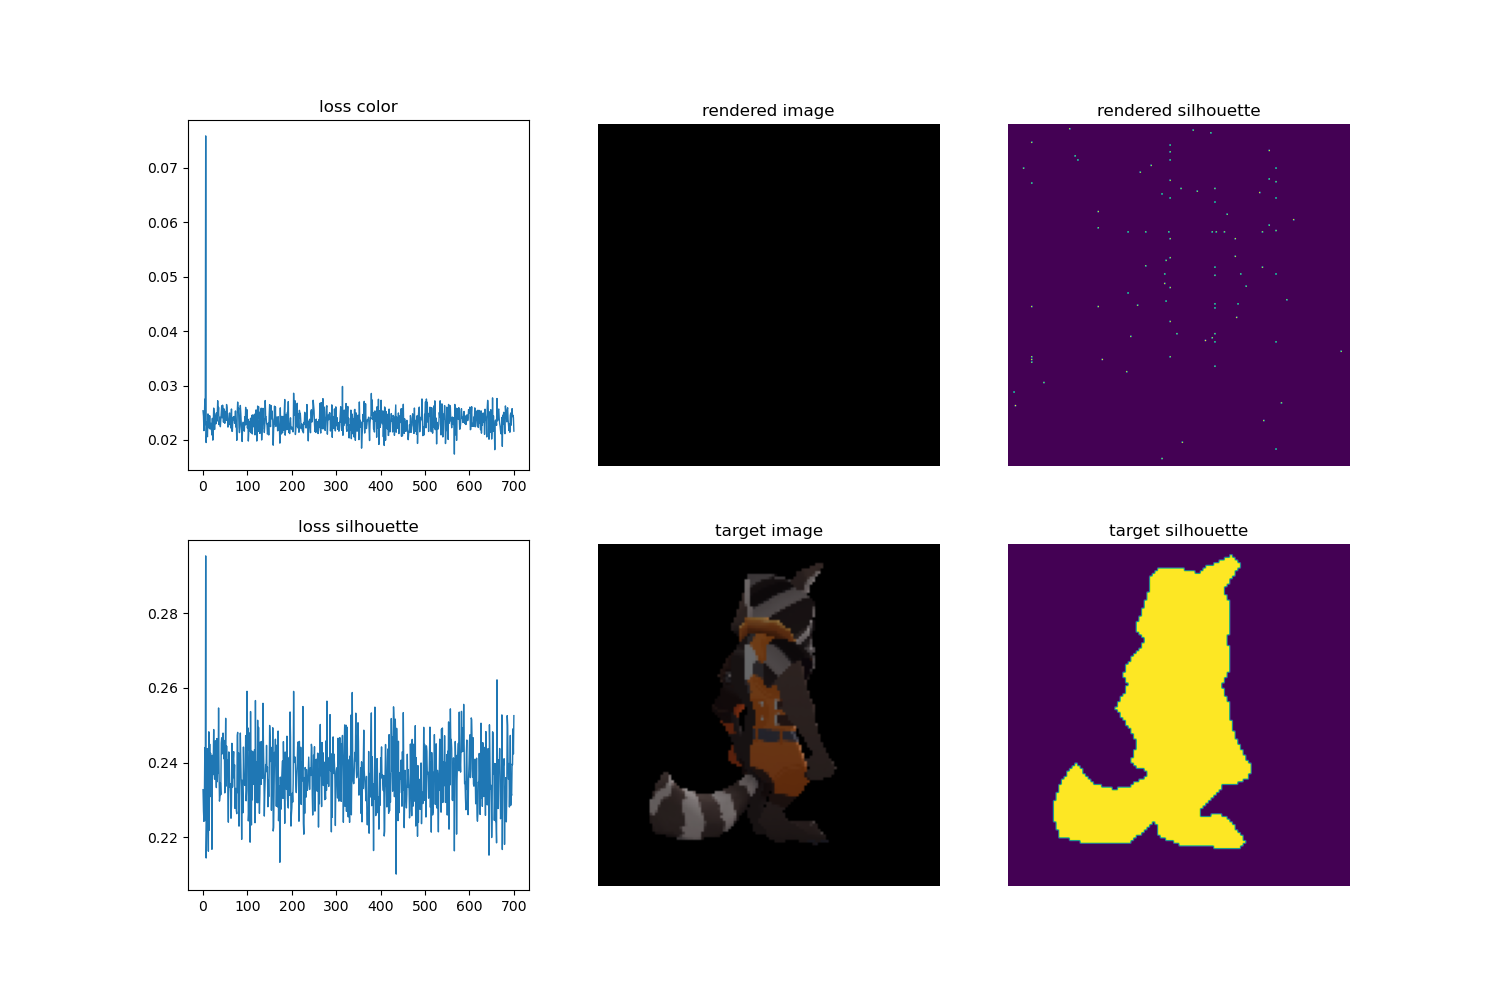 loss color
rendered image
rendered silhouette
0.07
0.06
0.05
0.04
0.03
0.02
0 100 200 300 400 500 600 700
loss silhouette
target image
target silhouette
0.28
0.26
0.24
0.22
0 100 200 300 400 500 600 700